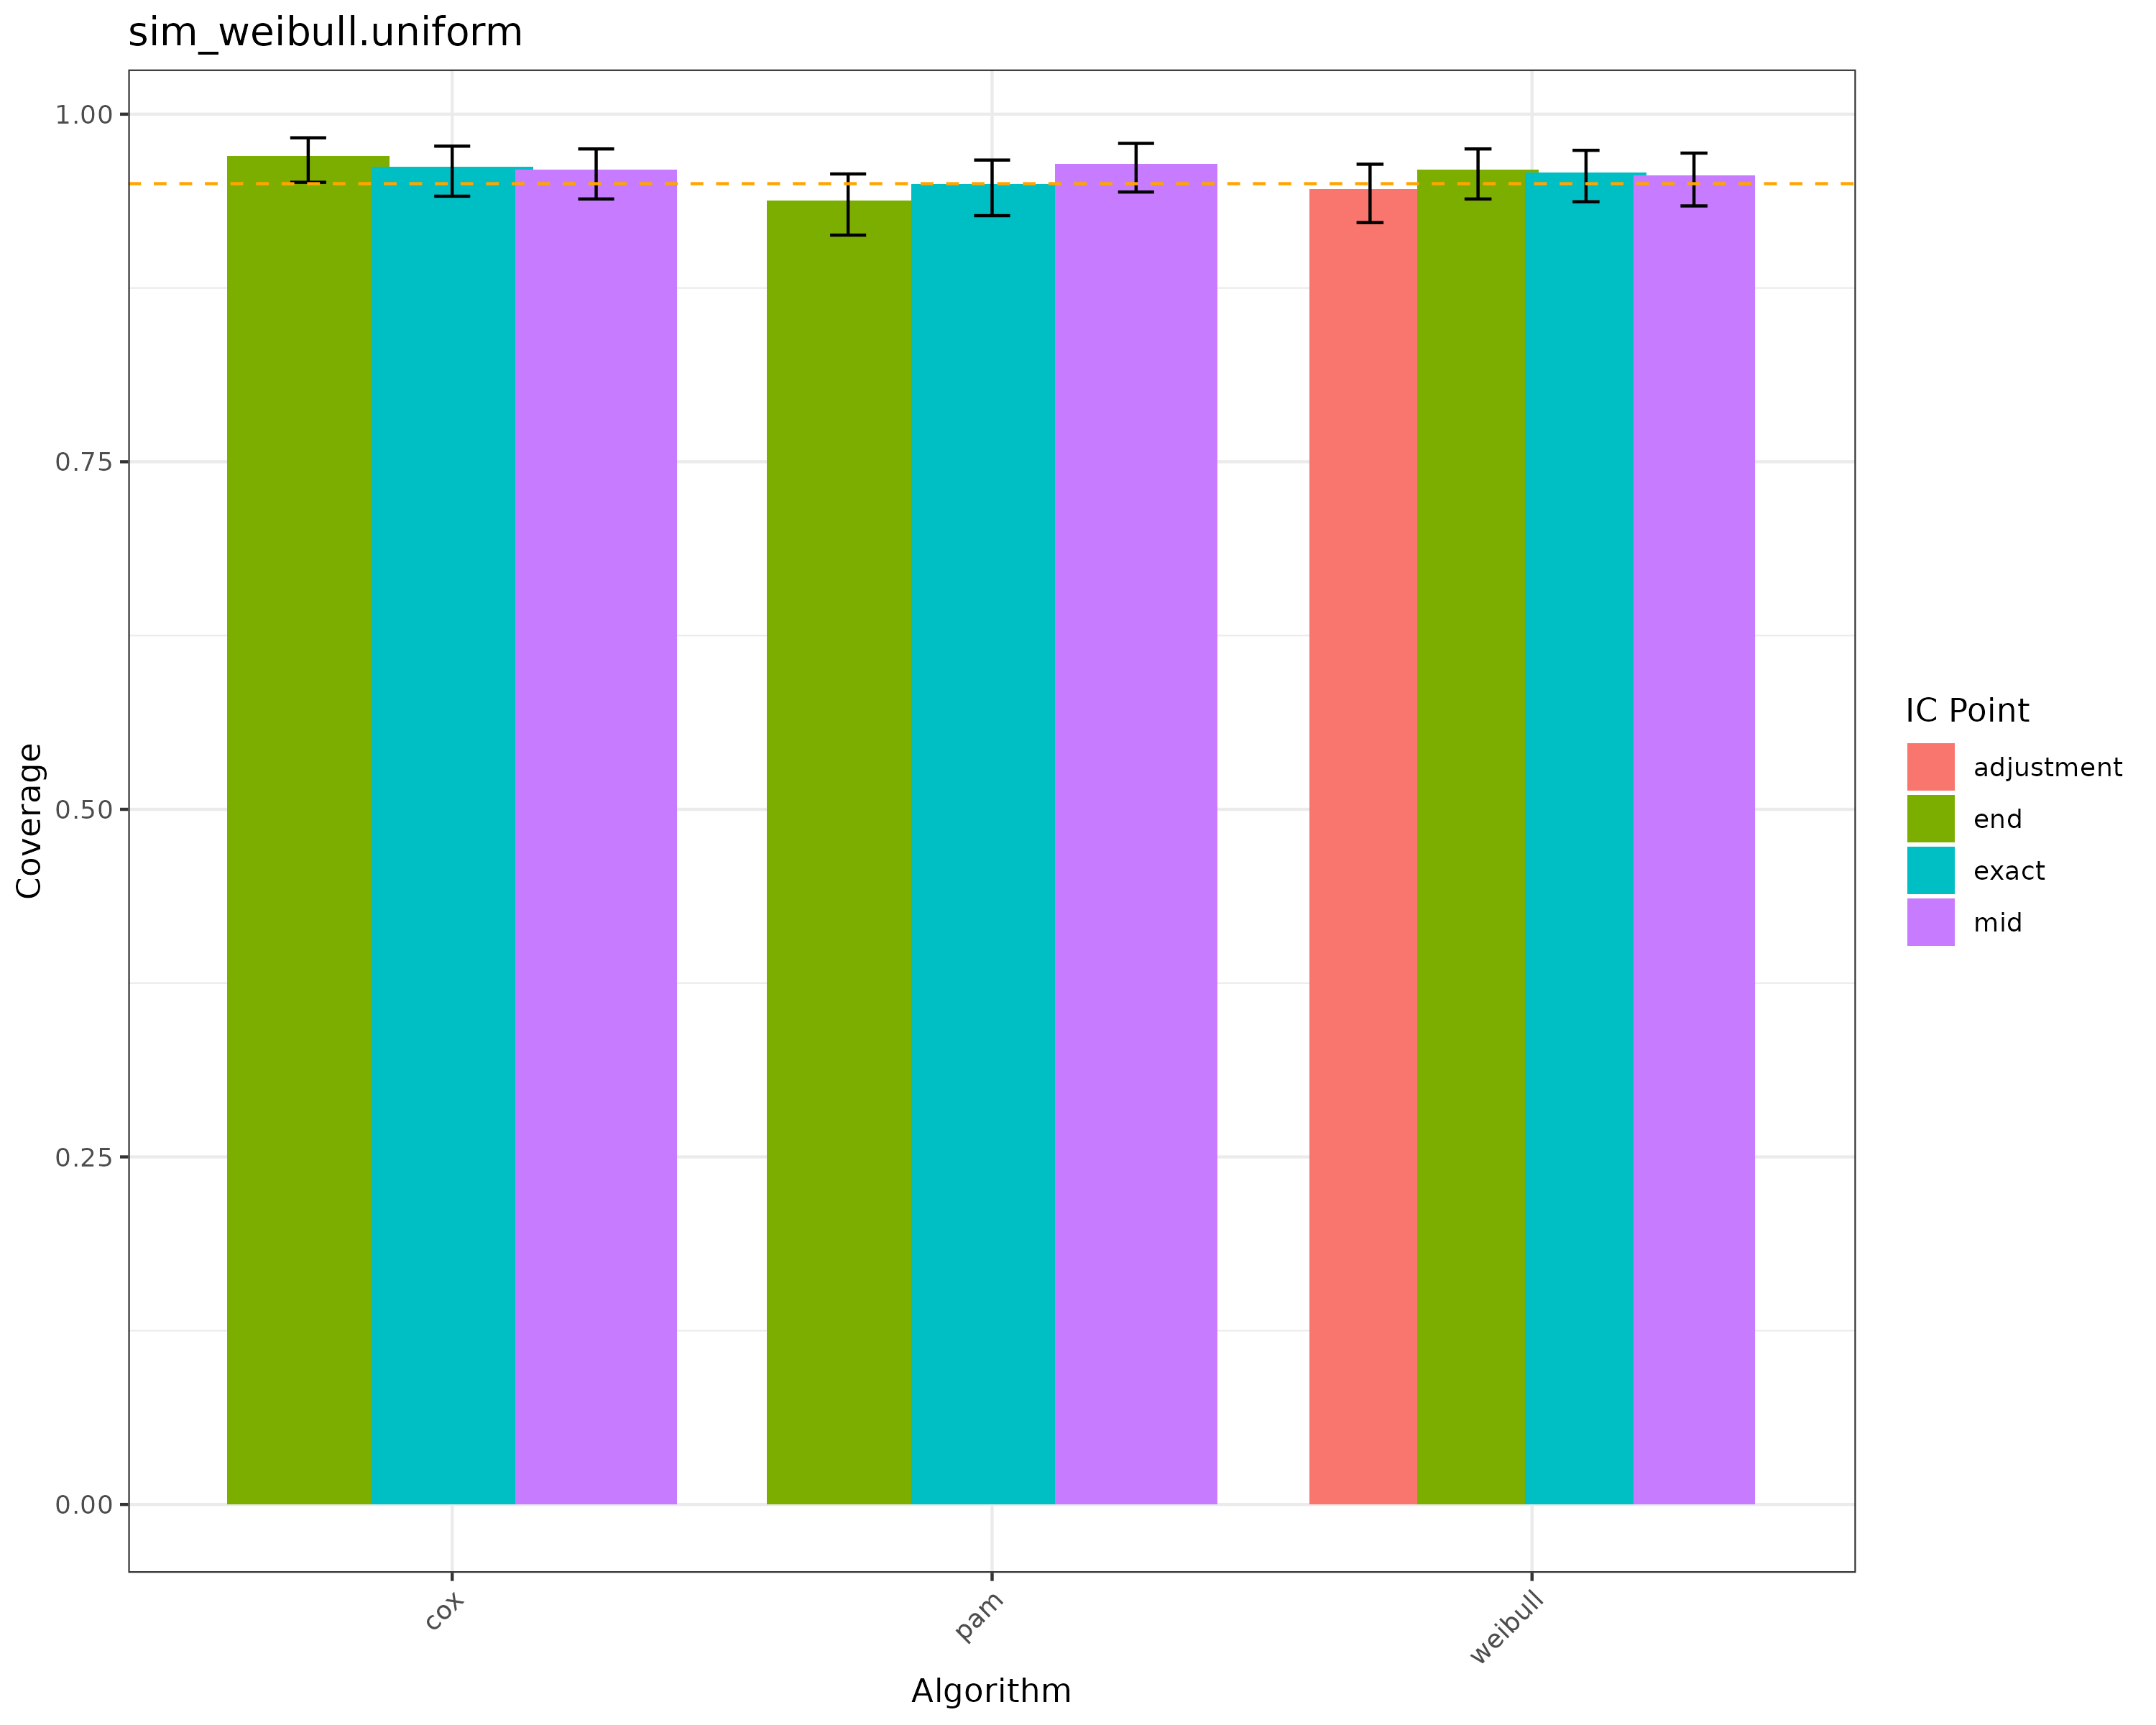 sim_weibull.uniform
1.00
0.75
0.50
0.25
0.00
Coverage
cox
pam
weibull
Algorithm
IC Point
adjustment
end
exact
mid